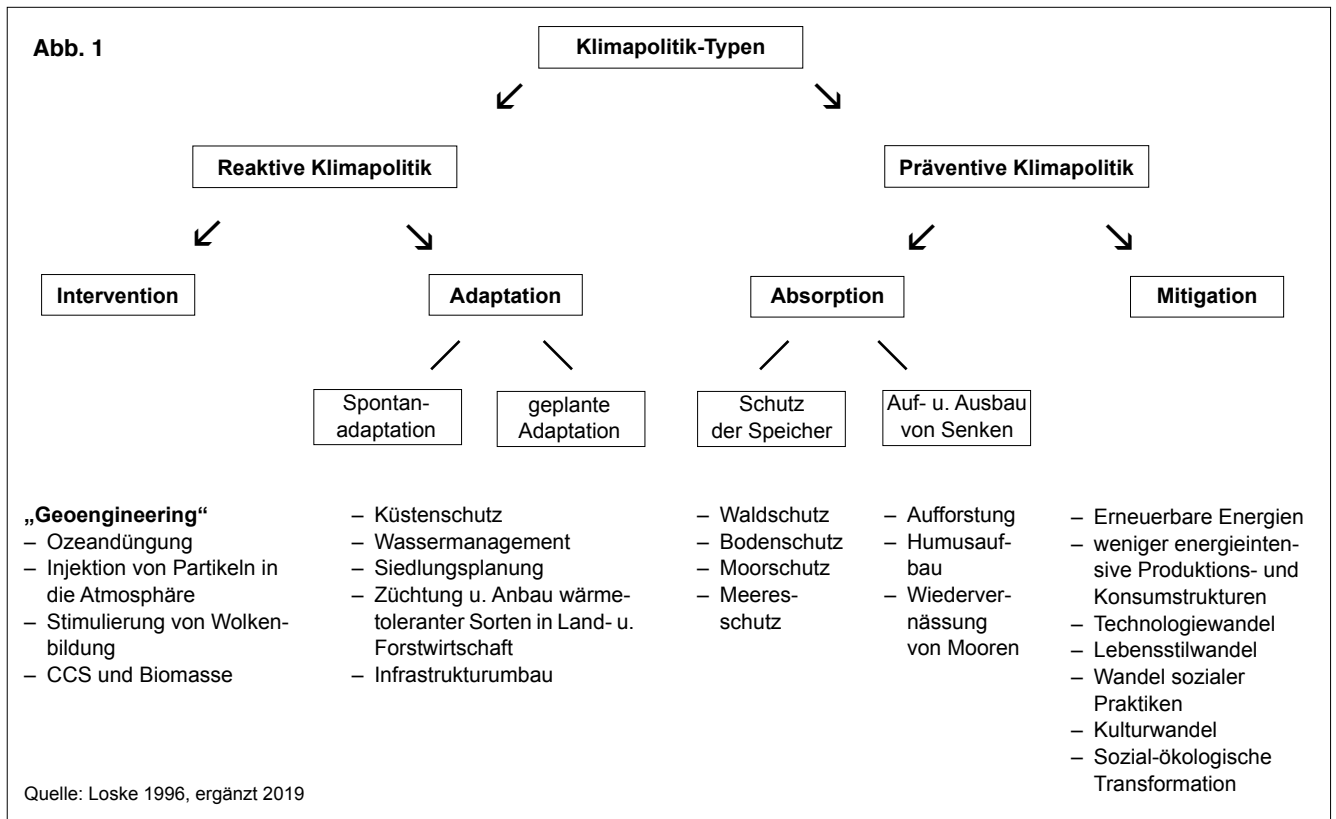 Abb. 1
Klimapolitik-Typen
Reaktive Klimapolitik
Präventive Klimapolitik
Intervention
Adaptation
Absorption
Mitigation
Spontan-
adaptation
geplante
Adaptation
Schutz
der Speicher
Auf- u. Ausbau
von Senken
„Geoengineering“
– Ozeandüngung
– Injektion von Partikeln in
die Atmosphäre
– Stimulierung von Wolken-
bildung
– CCS und Biomasse
– Küstenschutz
– Wassermanagement
– Siedlungsplanung
– Züchtung u. Anbau wärme-
toleranter Sorten in Land- u.
Forstwirtschaft
– Infrastrukturumbau
– Waldschutz
– Bodenschutz
– Moorschutz
– Meeres-
schutz
– Aufforstung
– Humusauf-
bau
– Wiederver-
nässung
von Mooren
– Erneuerbare Energien
– weniger energieinten-
sive Produktions- und
Konsumstrukturen
– Technologiewandel
– Lebensstilwandel
– Wandel sozialer
Praktiken
– Kulturwandel
– Sozial-ökologische
Transformation
Quelle: Loske 1996, ergänzt 2019